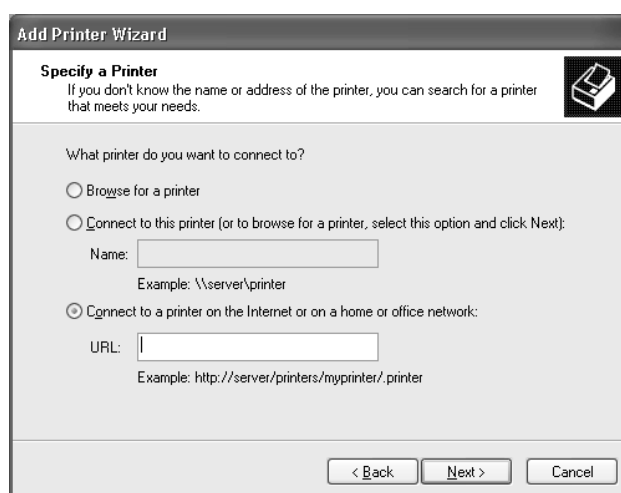 Add Printer Wizard
Specify a Printer
If you don't know the name or address of the printer, you can search for a printer
that meets your needs.
What printer do you want to connect to?
Browse for a printer
Connect to this printer (or to browse for a printer, select this option and click Next):
Name:
Example: \\server\printer
Connect to a printer on the Internet or on a home or office network:
URL:
Example: http://server/printers/myprinter/.printer
< Back Next > Cancel